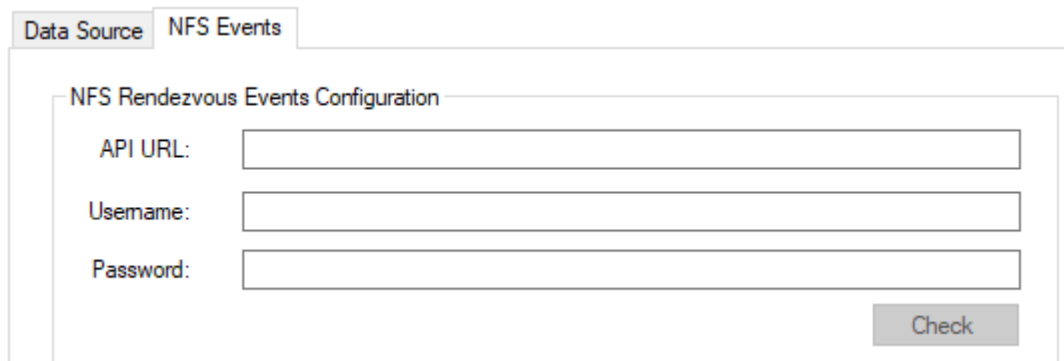 Data Source NFS Events
NFS Rendezvous Events Configuration
API URL:
Username:
Password:
Check